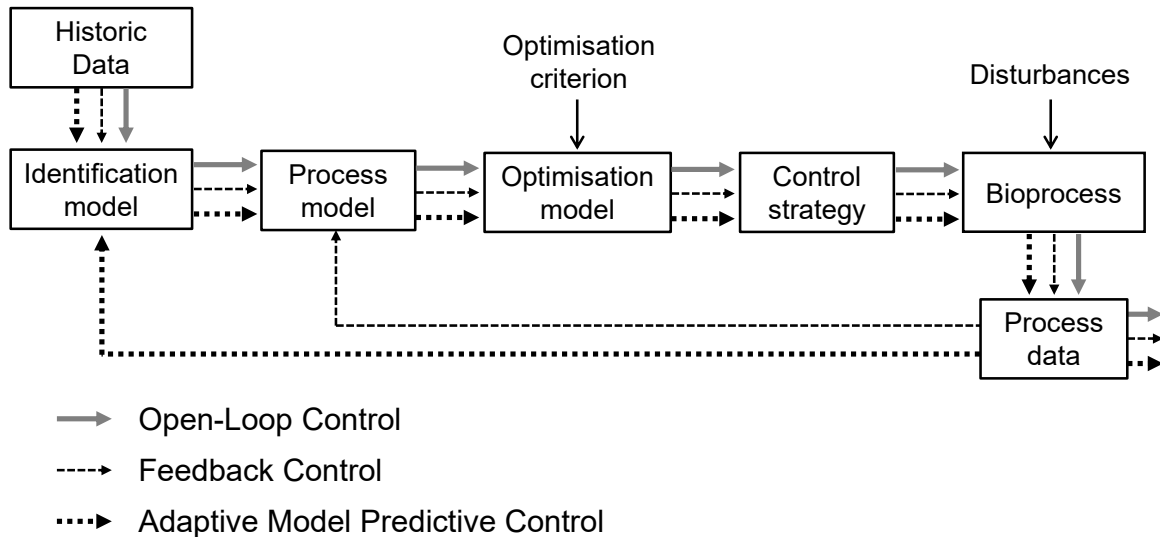 Historic
Data
Optimisation
criterion
Disturbances
Identification
model
Process
model
Optimisation
model
Control
strategy
Bioprocess
Process
data
Open-Loop Control
Feedback Control
Adaptive Model Predictive Control